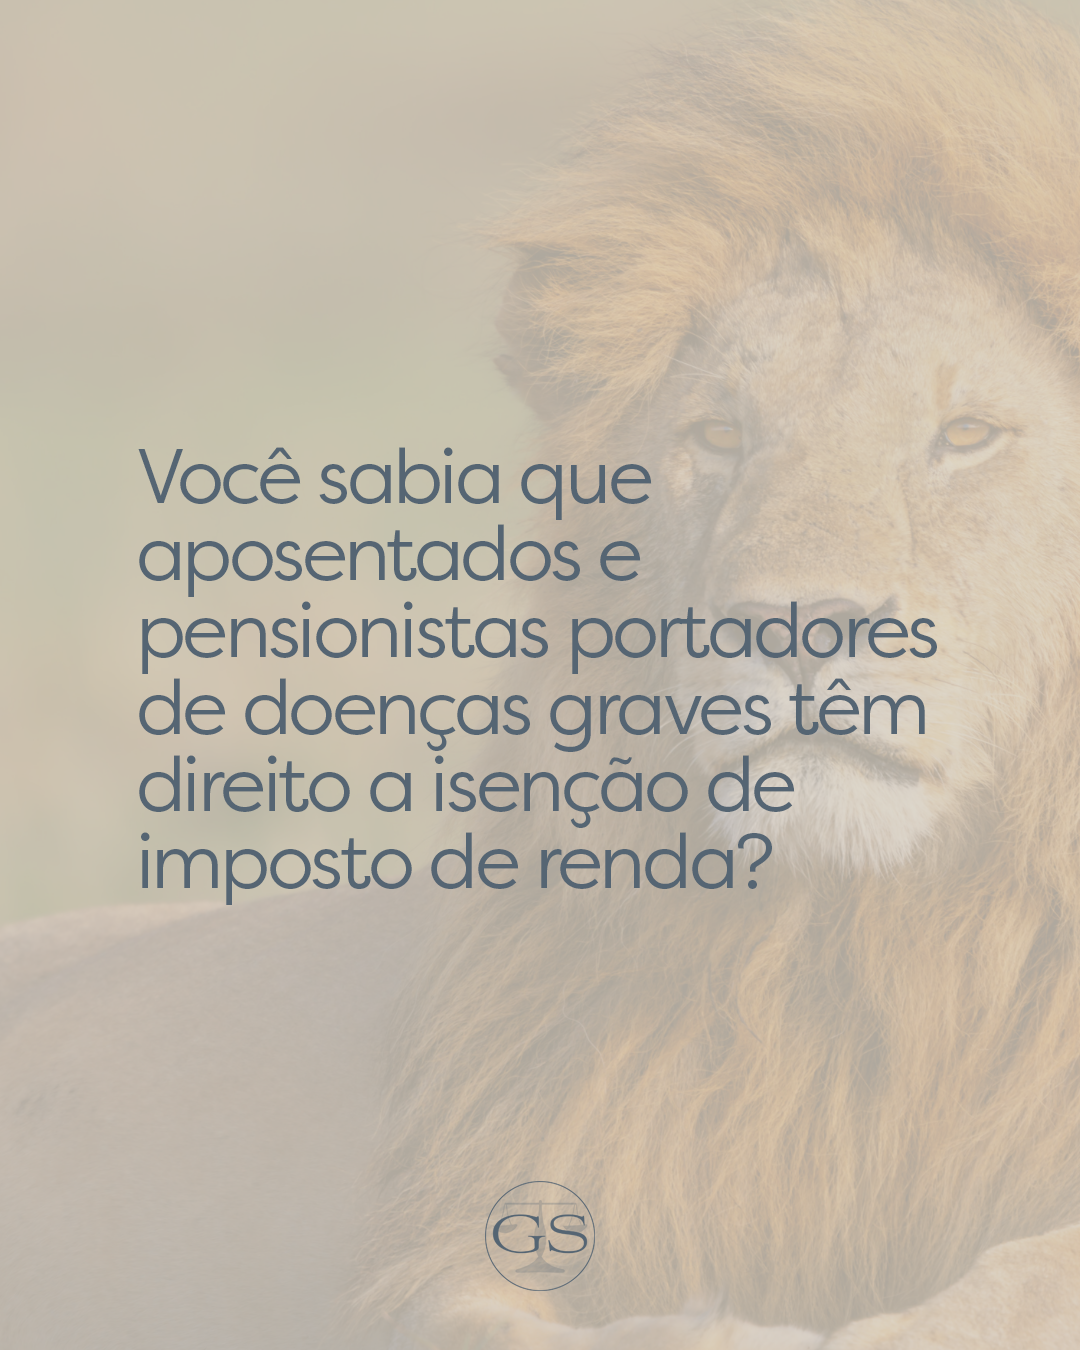 Você sabia que
aposentados e
pensionistas portadores
de doenças graves têm
direito a isenção de
imposto de renda?
GS